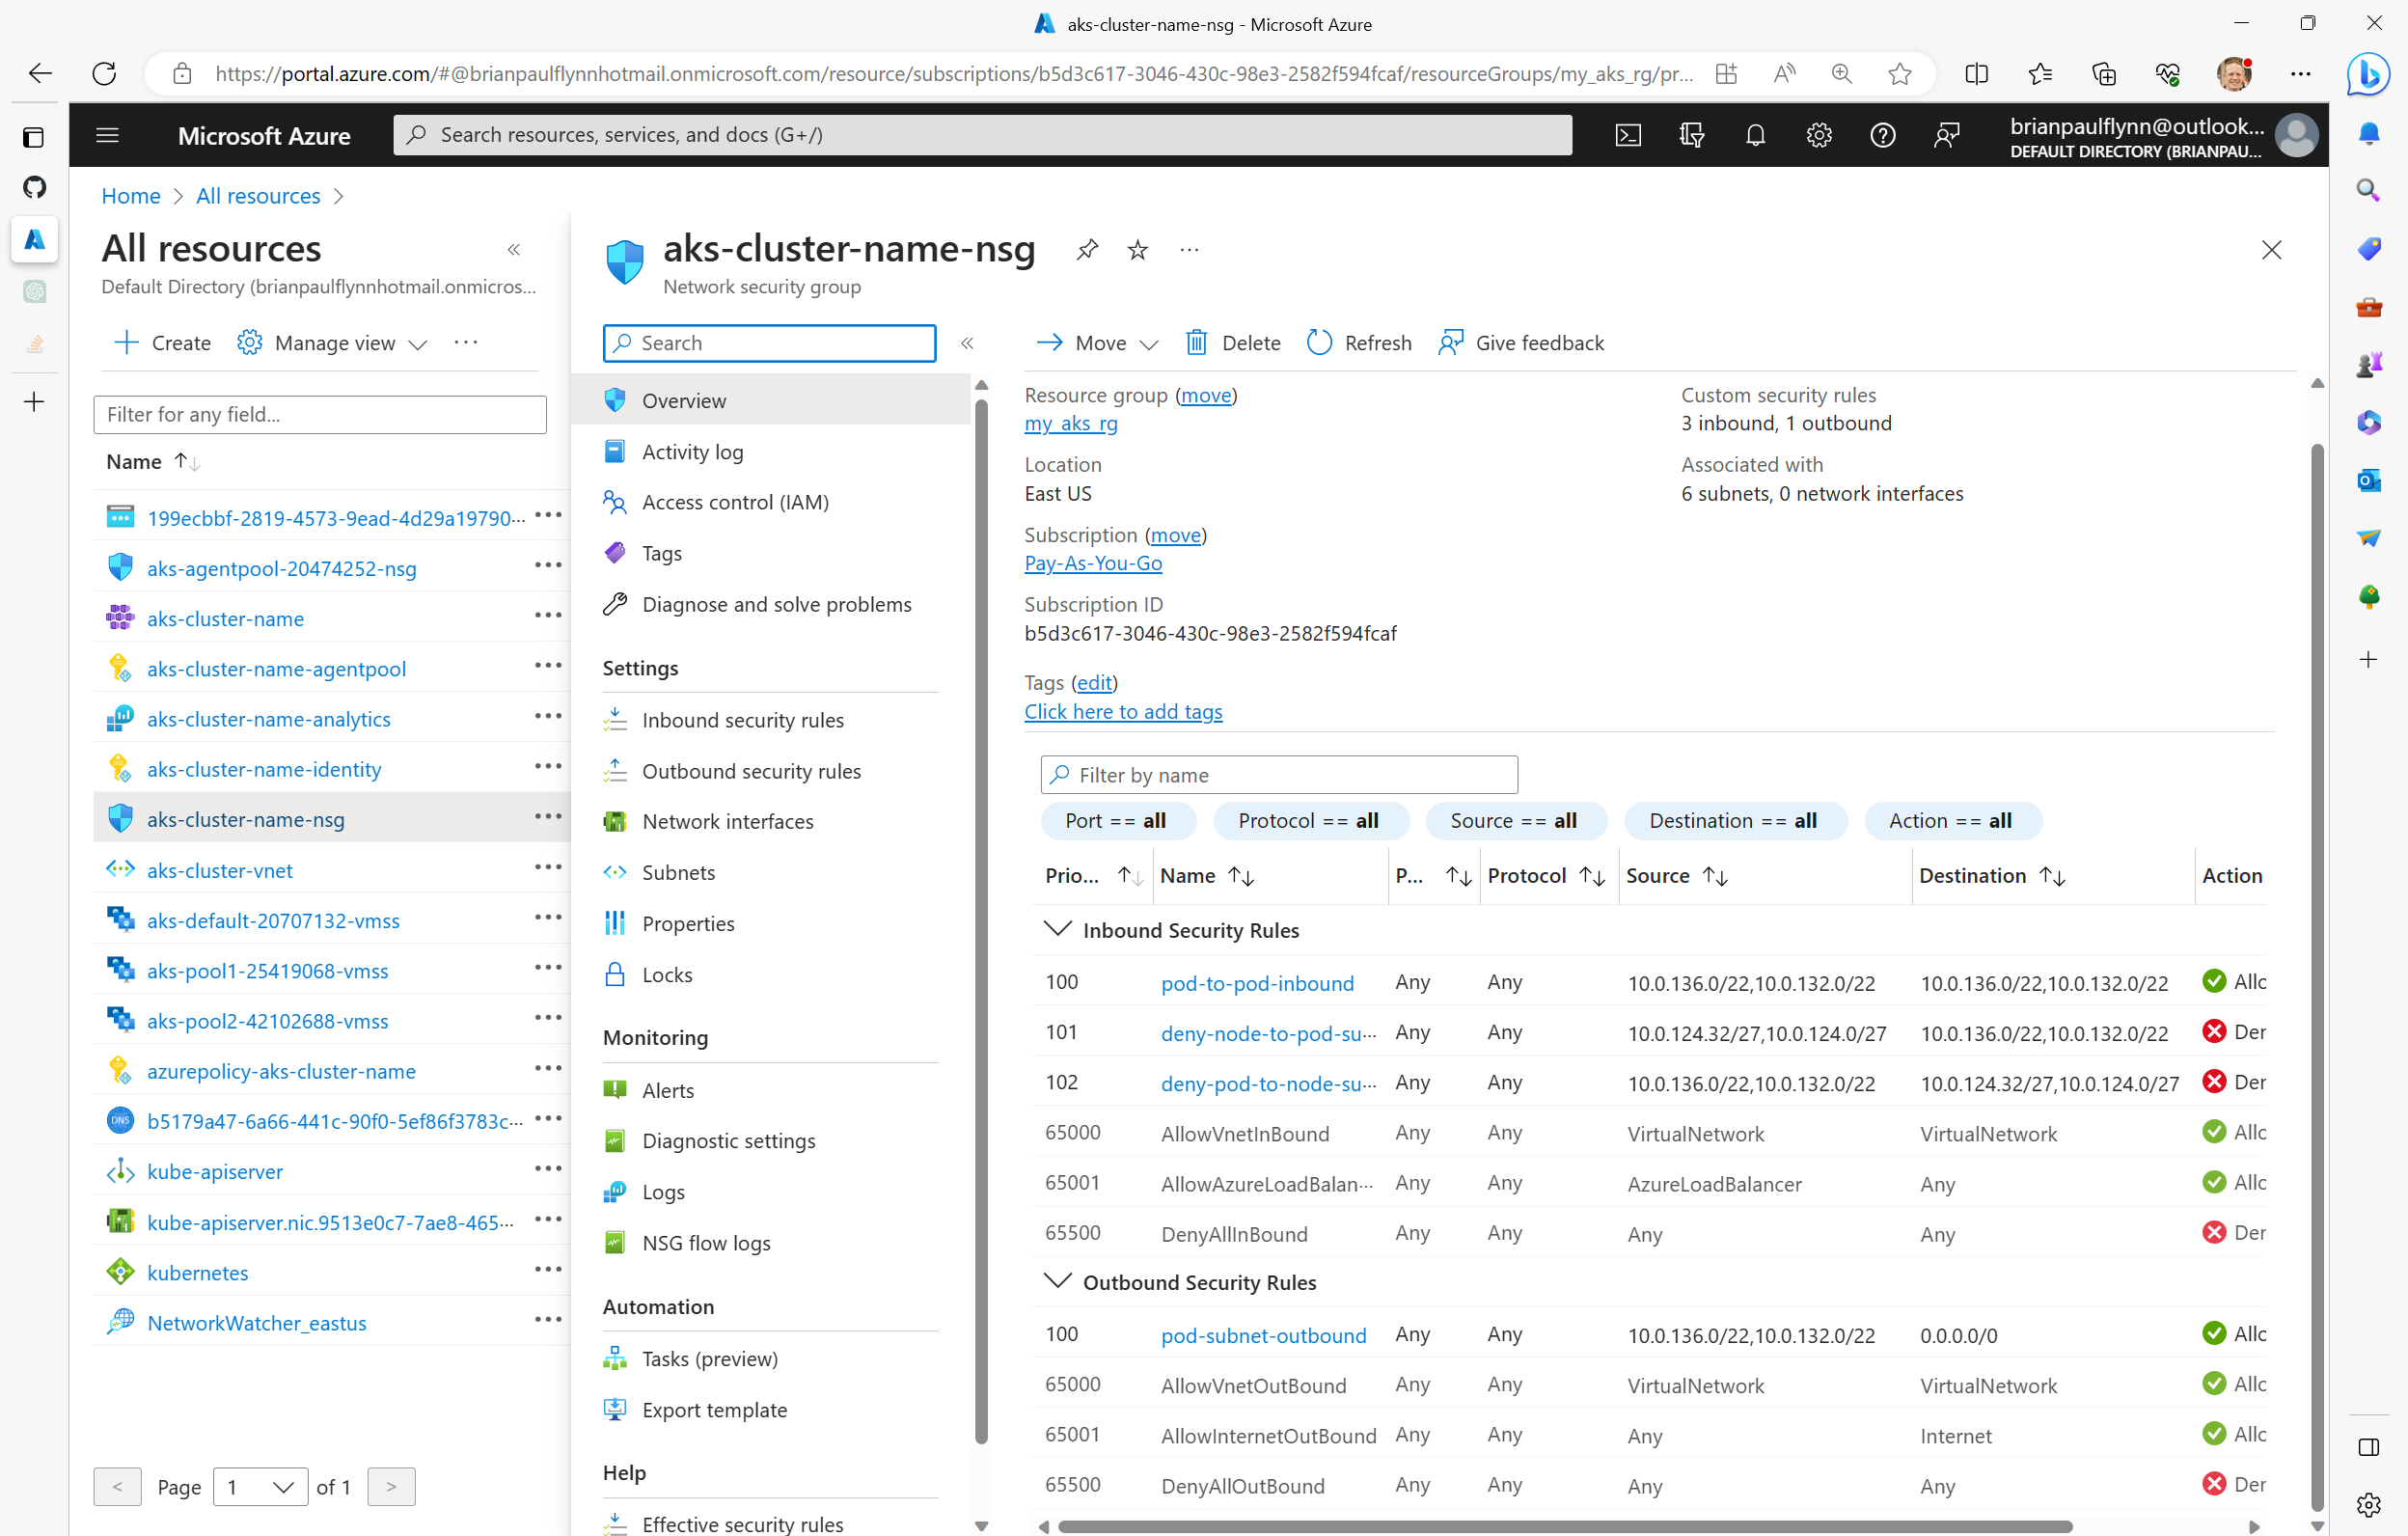 aks-cluster-name-nsg - Microsoft Azure
https://portal.azure.com/#@brianpaulflynnhotmail.onmicrosoft.com/resource/subscriptions/b5d3c617-3046-430c-98e3-2582f594fcaf/resourceGroups/my_aks_rg/pr...
Microsoft Azure
Search resources, services, and docs (G+/)
brianpaulflynn@outlook...
DEFAULT DIRECTORY (BRIANPAU...
Home > All resources >
All resources
Default Directory (brianpaulflynnhotmail.onmicros...
Create
Manage view
Filter for any field...
Name
199ecbbf-2819-4573-9ead-4d29a19790...
aks-agentpool-20474252-nsg
aks-cluster-name
aks-cluster-name-agentpool
aks-cluster-name-analytics
aks-cluster-name-identity
aks-cluster-name-nsg
aks-cluster-vnet
aks-default-20707132-vmss
aks-pool1-25419068-vmss
aks-pool2-42102688-vmss
azurepolicy-aks-cluster-name
b5179a47-6a66-441c-90f0-5ef86f3783c...
kube-apiserver
kube-apiserver.nic.9513e0c7-7ae8-465...
kubernetes
NetworkWatcher_eastus
< Page 1 of 1 >
aks-cluster-name-nsg
Network security group
Search
Overview
Activity log
Access control (IAM)
Tags
Diagnose and solve problems
Settings
Inbound security rules
Outbound security rules
Network interfaces
Subnets
Properties
Locks
Monitoring
Alerts
Diagnostic settings
Logs
NSG flow logs
Automation
Tasks (preview)
Export template
Help
Effective security rules
Move
Delete
Refresh
Give feedback
Resource group (move)
my_aks_rg
Location
East US
Subscription (move)
Pay-As-You-Go
Subscription ID
b5d3c617-3046-430c-98e3-2582f594fcaf
Tags (edit)
Click here to add tags
Custom security rules
3 inbound, 1 outbound
Associated with
6 subnets, 0 network interfaces
Filter by name
Port == all Protocol == all Source == all Destination == all Action == all
Prio... Name P... Protocol Source Destination Action
Inbound Security Rules
100 pod-to-pod-inbound Any Any 10.0.136.0/22,10.0.132.0/22 10.0.136.0/22,10.0.132.0/22 Allo
101 deny-node-to-pod-su... Any Any 10.0.124.32/27,10.0.124.0/27 10.0.136.0/22,10.0.132.0/22 Den
102 deny-pod-to-node-su... Any Any 10.0.136.0/22,10.0.132.0/22 10.0.124.32/27,10.0.124.0/27 Den
65000 AllowVnetInBound Any Any VirtualNetwork VirtualNetwork Allo
65001 AllowAzureLoadBalan... Any Any AzureLoadBalancer Any Allo
65500 DenyAllInBound Any Any Any Any Den
Outbound Security Rules
100 pod-subnet-outbound Any Any 10.0.136.0/22,10.0.132.0/22 0.0.0.0/0 Allo
65000 AllowVnetOutBound Any Any VirtualNetwork VirtualNetwork Allo
65001 AllowInternetOutBound Any Any Any Internet Allo
65500 DenyAllOutBound Any Any Any Any Den